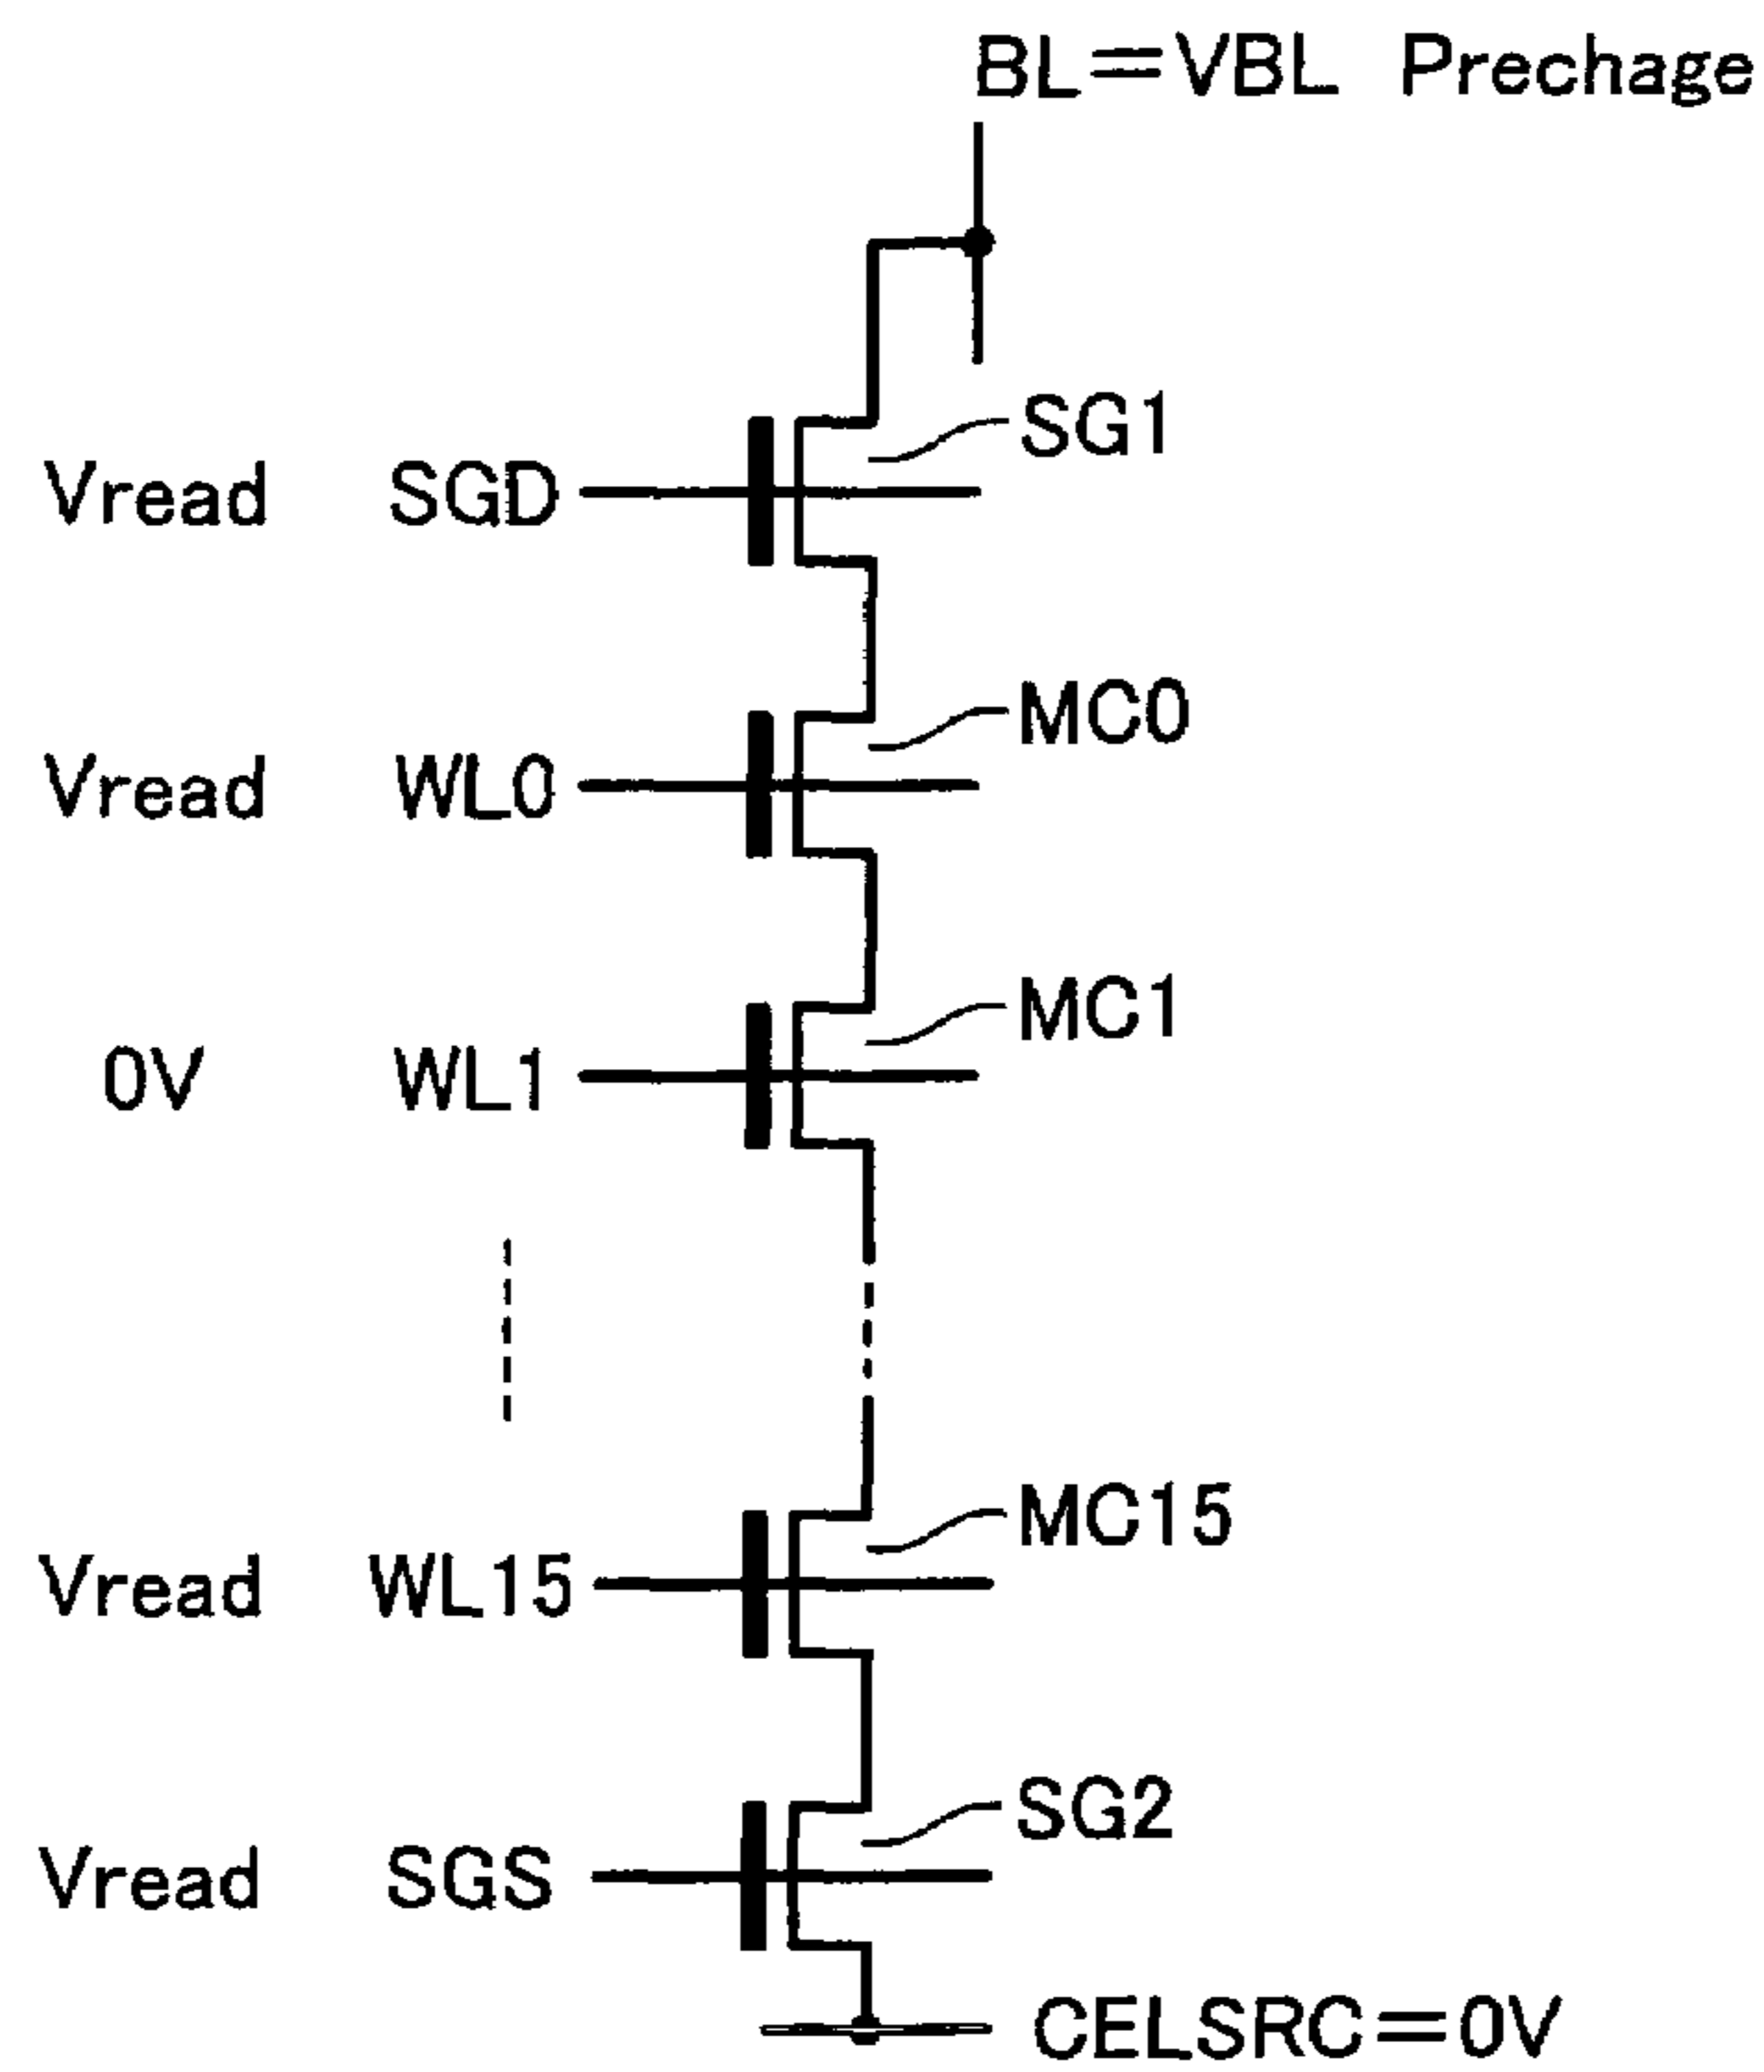 BL=VBL Prechage
SG1
Vread SGD
MC0
Vread WL0
MC1
0V WL1
MC15
Vread WL15
SG2
Vread SGS
CELSRC=0V